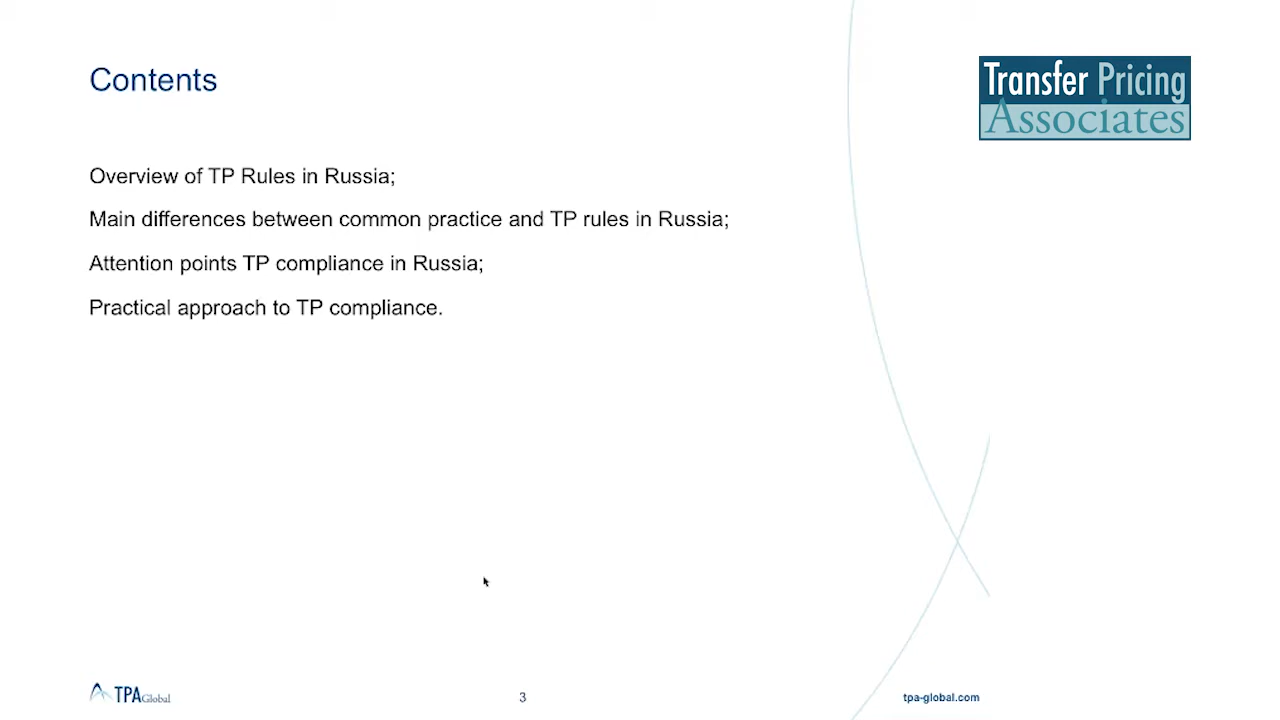 Contents
Transfer Pricing
Associates
Overview of TP Rules in Russia;
Main differences between common practice and TP rules in Russia;
Attention points TP compliance in Russia;
Practical approach to TP compliance.
TPA Global
3
tpa-global.com